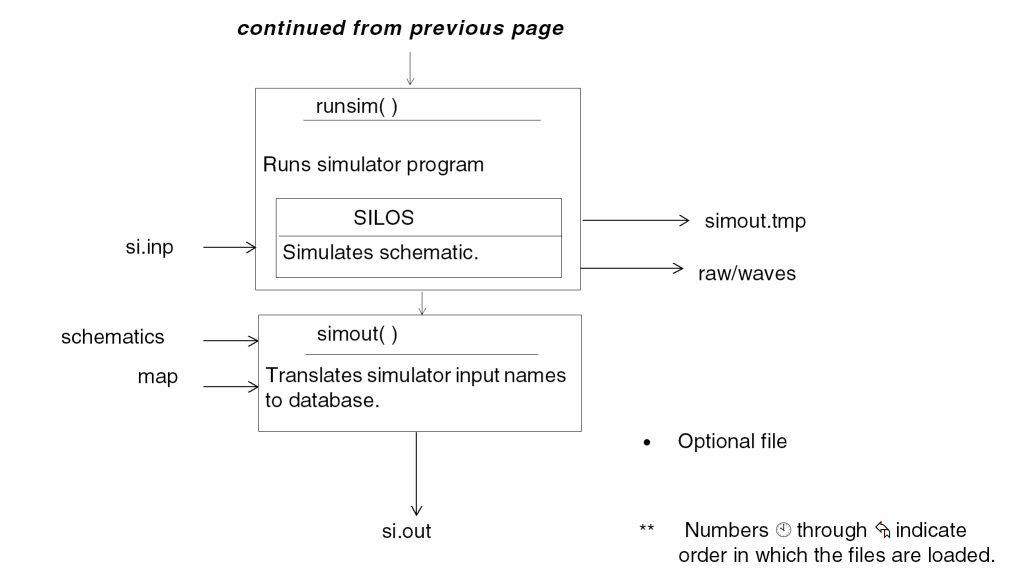 continued from previous page
runsim( )
Runs simulator program
SILOS
Simulates schematic.
si.inp
simout.tmp
raw/waves
schematics
map
simout( )
Translates simulator input names
to database.
si.out
• Optional file
** Numbers 🕙 through ↰ indicate
order in which the files are loaded.